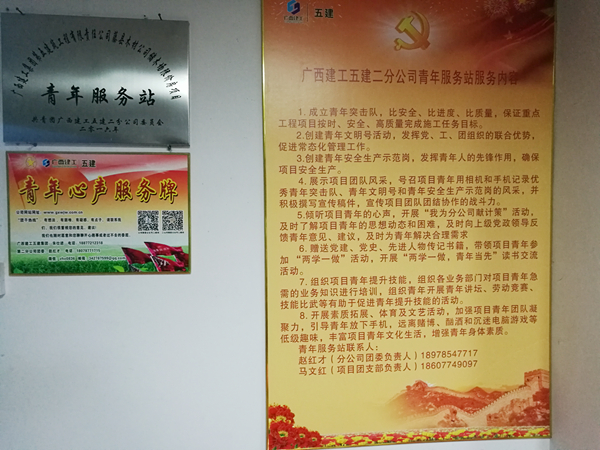 青年服务站
共青团广西建工五建二分公司委员会
二零一六年
广西建工 五建
青年心声服务牌
广西建工 五建
广西建工五建二分公司青年服务站服务内容
1.成立青年突击队，比安全、比进度、比质量，保证重
点工程项目按时、安全、高质量完成施工任务目标。
2.创建青年文明号活动，发挥党、工、团组织的联合优势，
促进常态化管理工作。
3.创建青年安全生产示范岗，发挥青年人的先锋作用，确保
项目安全生产。
4.展示项目团队风采，号召项目青年用相机和手机记录优
秀青年突击队、青年文明号和青年安全生产示范岗的风采，并
积极撰写宣传稿件，宣传项目团队团结协作的战斗力。
5.倾听项目青年的心声，开展“我为分公司献计策”活动，
及时了解项目青年的思想动态和困难，及时向上级党政领导反
馈青年意见、建议，及时为青年解决合理需求
6.赠送党建、党史、先进人物传记书籍，带领项目青年参
加“两学一做”活动，开展“两学一做，青年当先”读书交流
活动。
7.组织项目青年提升技能，组织各业务部门对项目青年急
需的业务知识进行培训，组织青年开展青年讲坛、劳动竞赛、
技能比武等有助于促进青年提升技能的活动。
8.开展素质拓展、体育及文艺活动，加强项目青年团队凝
聚力，引导青年放下手机，远离赌博、酗酒和沉迷电脑游戏等
低级趣味，丰富项目青年文化生活，增强青年身体素质。
青年服务站联系人：
赵红才（分公司团委负责人）18978547717
马文红（项目团支部负责人）18607749097